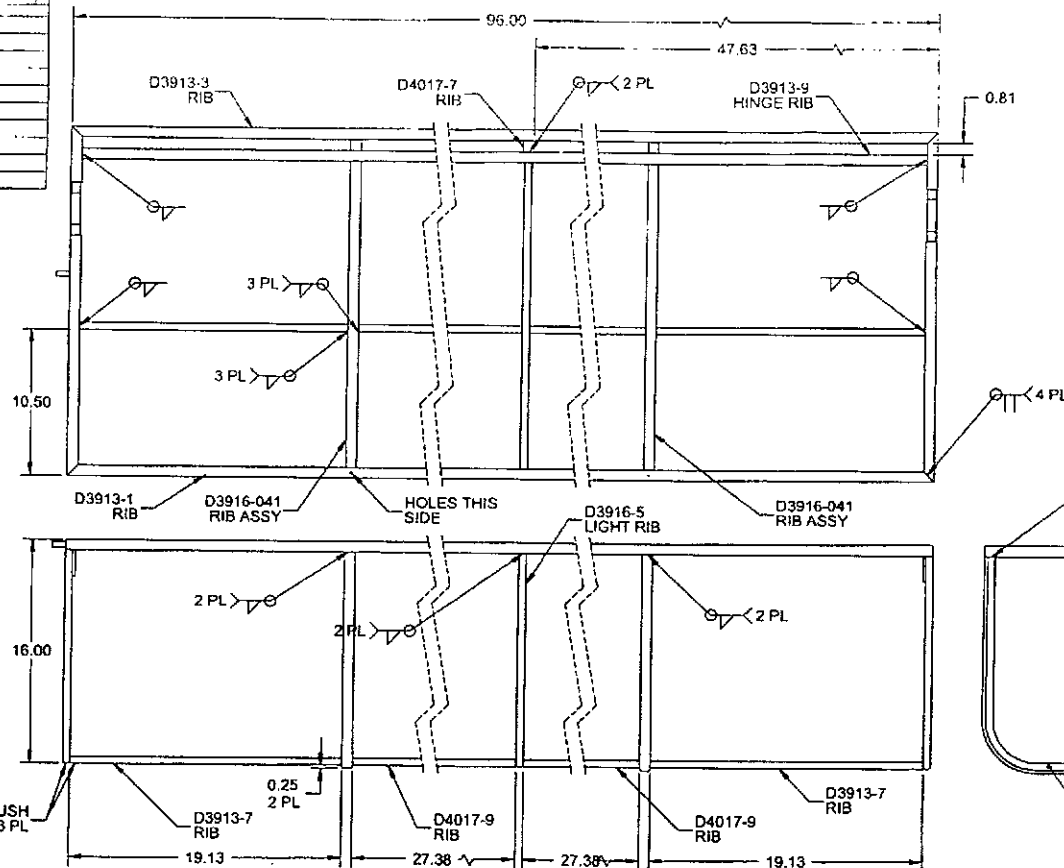 96.00
47.63
D3913-3
RIB
D4017-7
RIB
2 PL
D3913-9
HINGE RIB
0.81
3 PL
3 PL
10.50
4 PL
D3913-1
RIB
D3916-041
RIB ASSY
HOLES THIS
SIDE
D3916-5
LIGHT RIB
D3916-041
RIB ASSY
2 PL
2 PL
2 PL
16.00
0.25
2 PL
D3913-7
RIB
D4017-9
RIB
D4017-9
RIB
D3913-7
RIB
19.13
27.38
27.38
19.13